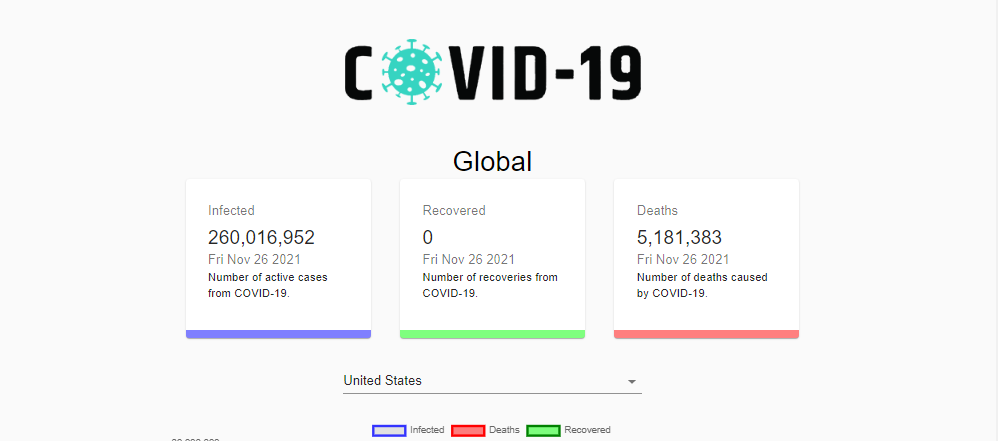 COVID-19
Global
Infected
260,016,952
Fri Nov 26 2021
Number of active cases
from COVID-19.
Recovered
0
Fri Nov 26 2021
Number of recoveries from
COVID-19.
Deaths
5,181,383
Fri Nov 26 2021
Number of deaths caused
by COVID-19.
United States
Infected Deaths Recovered